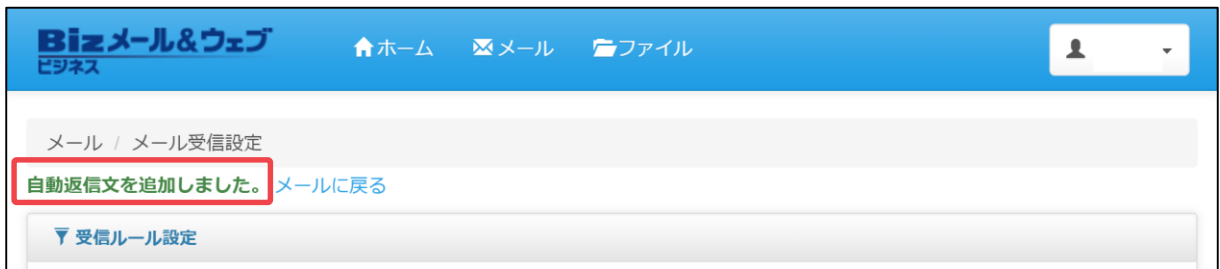 Bizメール&ウェブ ホーム メール ファイル
ビジネス
メール / メール受信設定
自動返信文を追加しました。 メールに戻る
受信ルール設定